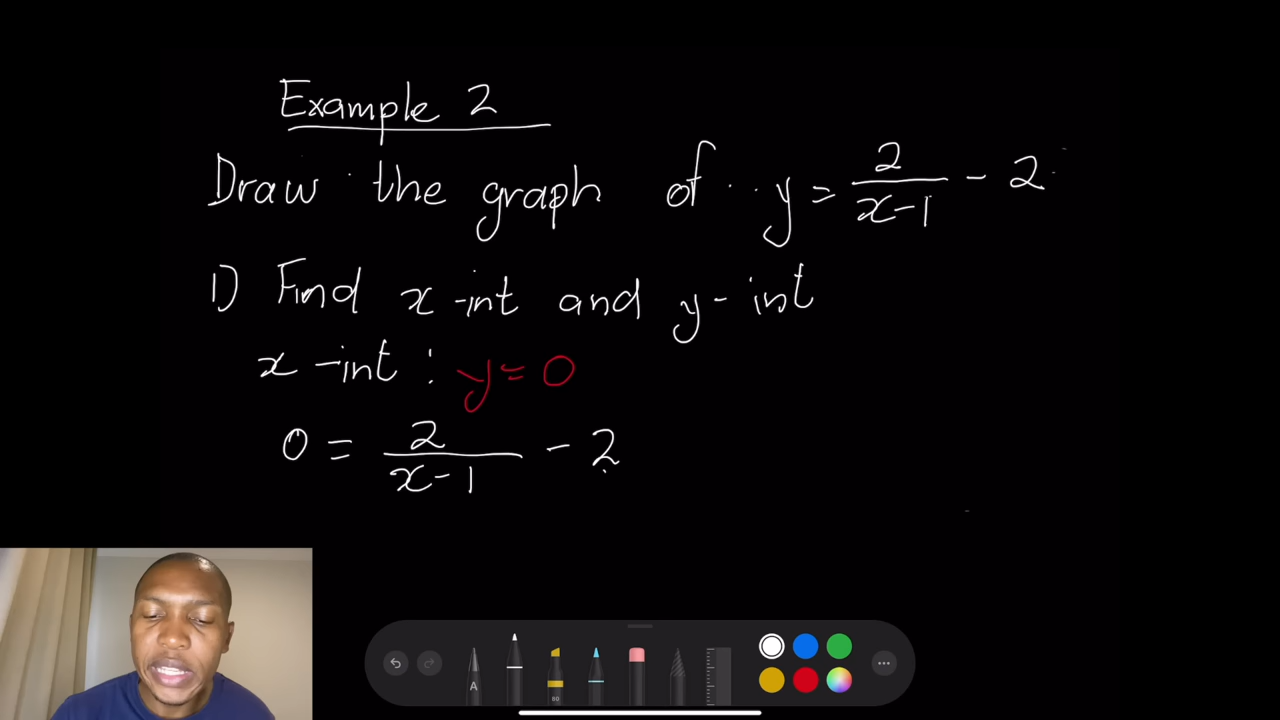 Example 2
Draw the graph of .. y = 2/(x-1) - 2
1) Find x-int and y-int
x-int : y = 0
0 = 2/(x-1) - 2
A
80